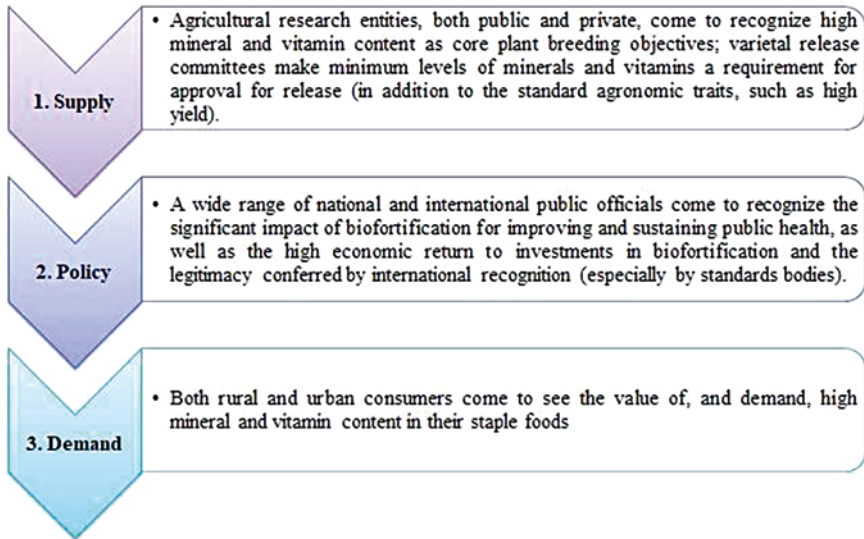 1. Supply
• Agricultural research entities, both public and private, come to recognize high
mineral and vitamin content as core plant breeding objectives; varietal release
committees make minimum levels of minerals and vitamins a requirement for
approval for release (in addition to the standard agronomic traits, such as high
yield).
2. Policy
• A wide range of national and international public officials come to recognize the
significant impact of biofortification for improving and sustaining public health, as
well as the high economic return to investments in biofortification and the
legitimacy conferred by international recognition (especially by standards bodies).
3. Demand
• Both rural and urban consumers come to see the value of, and demand, high
mineral and vitamin content in their staple foods